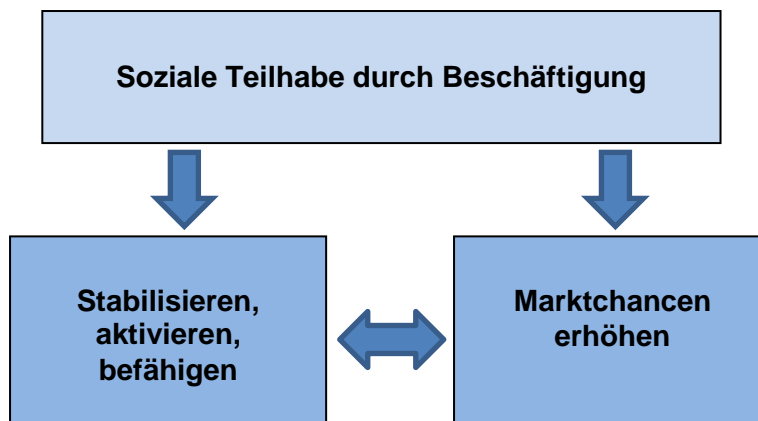 Soziale Teilhabe durch Beschäftigung
Stabilisieren,
aktivieren,
befähigen
Marktchancen
erhöhen